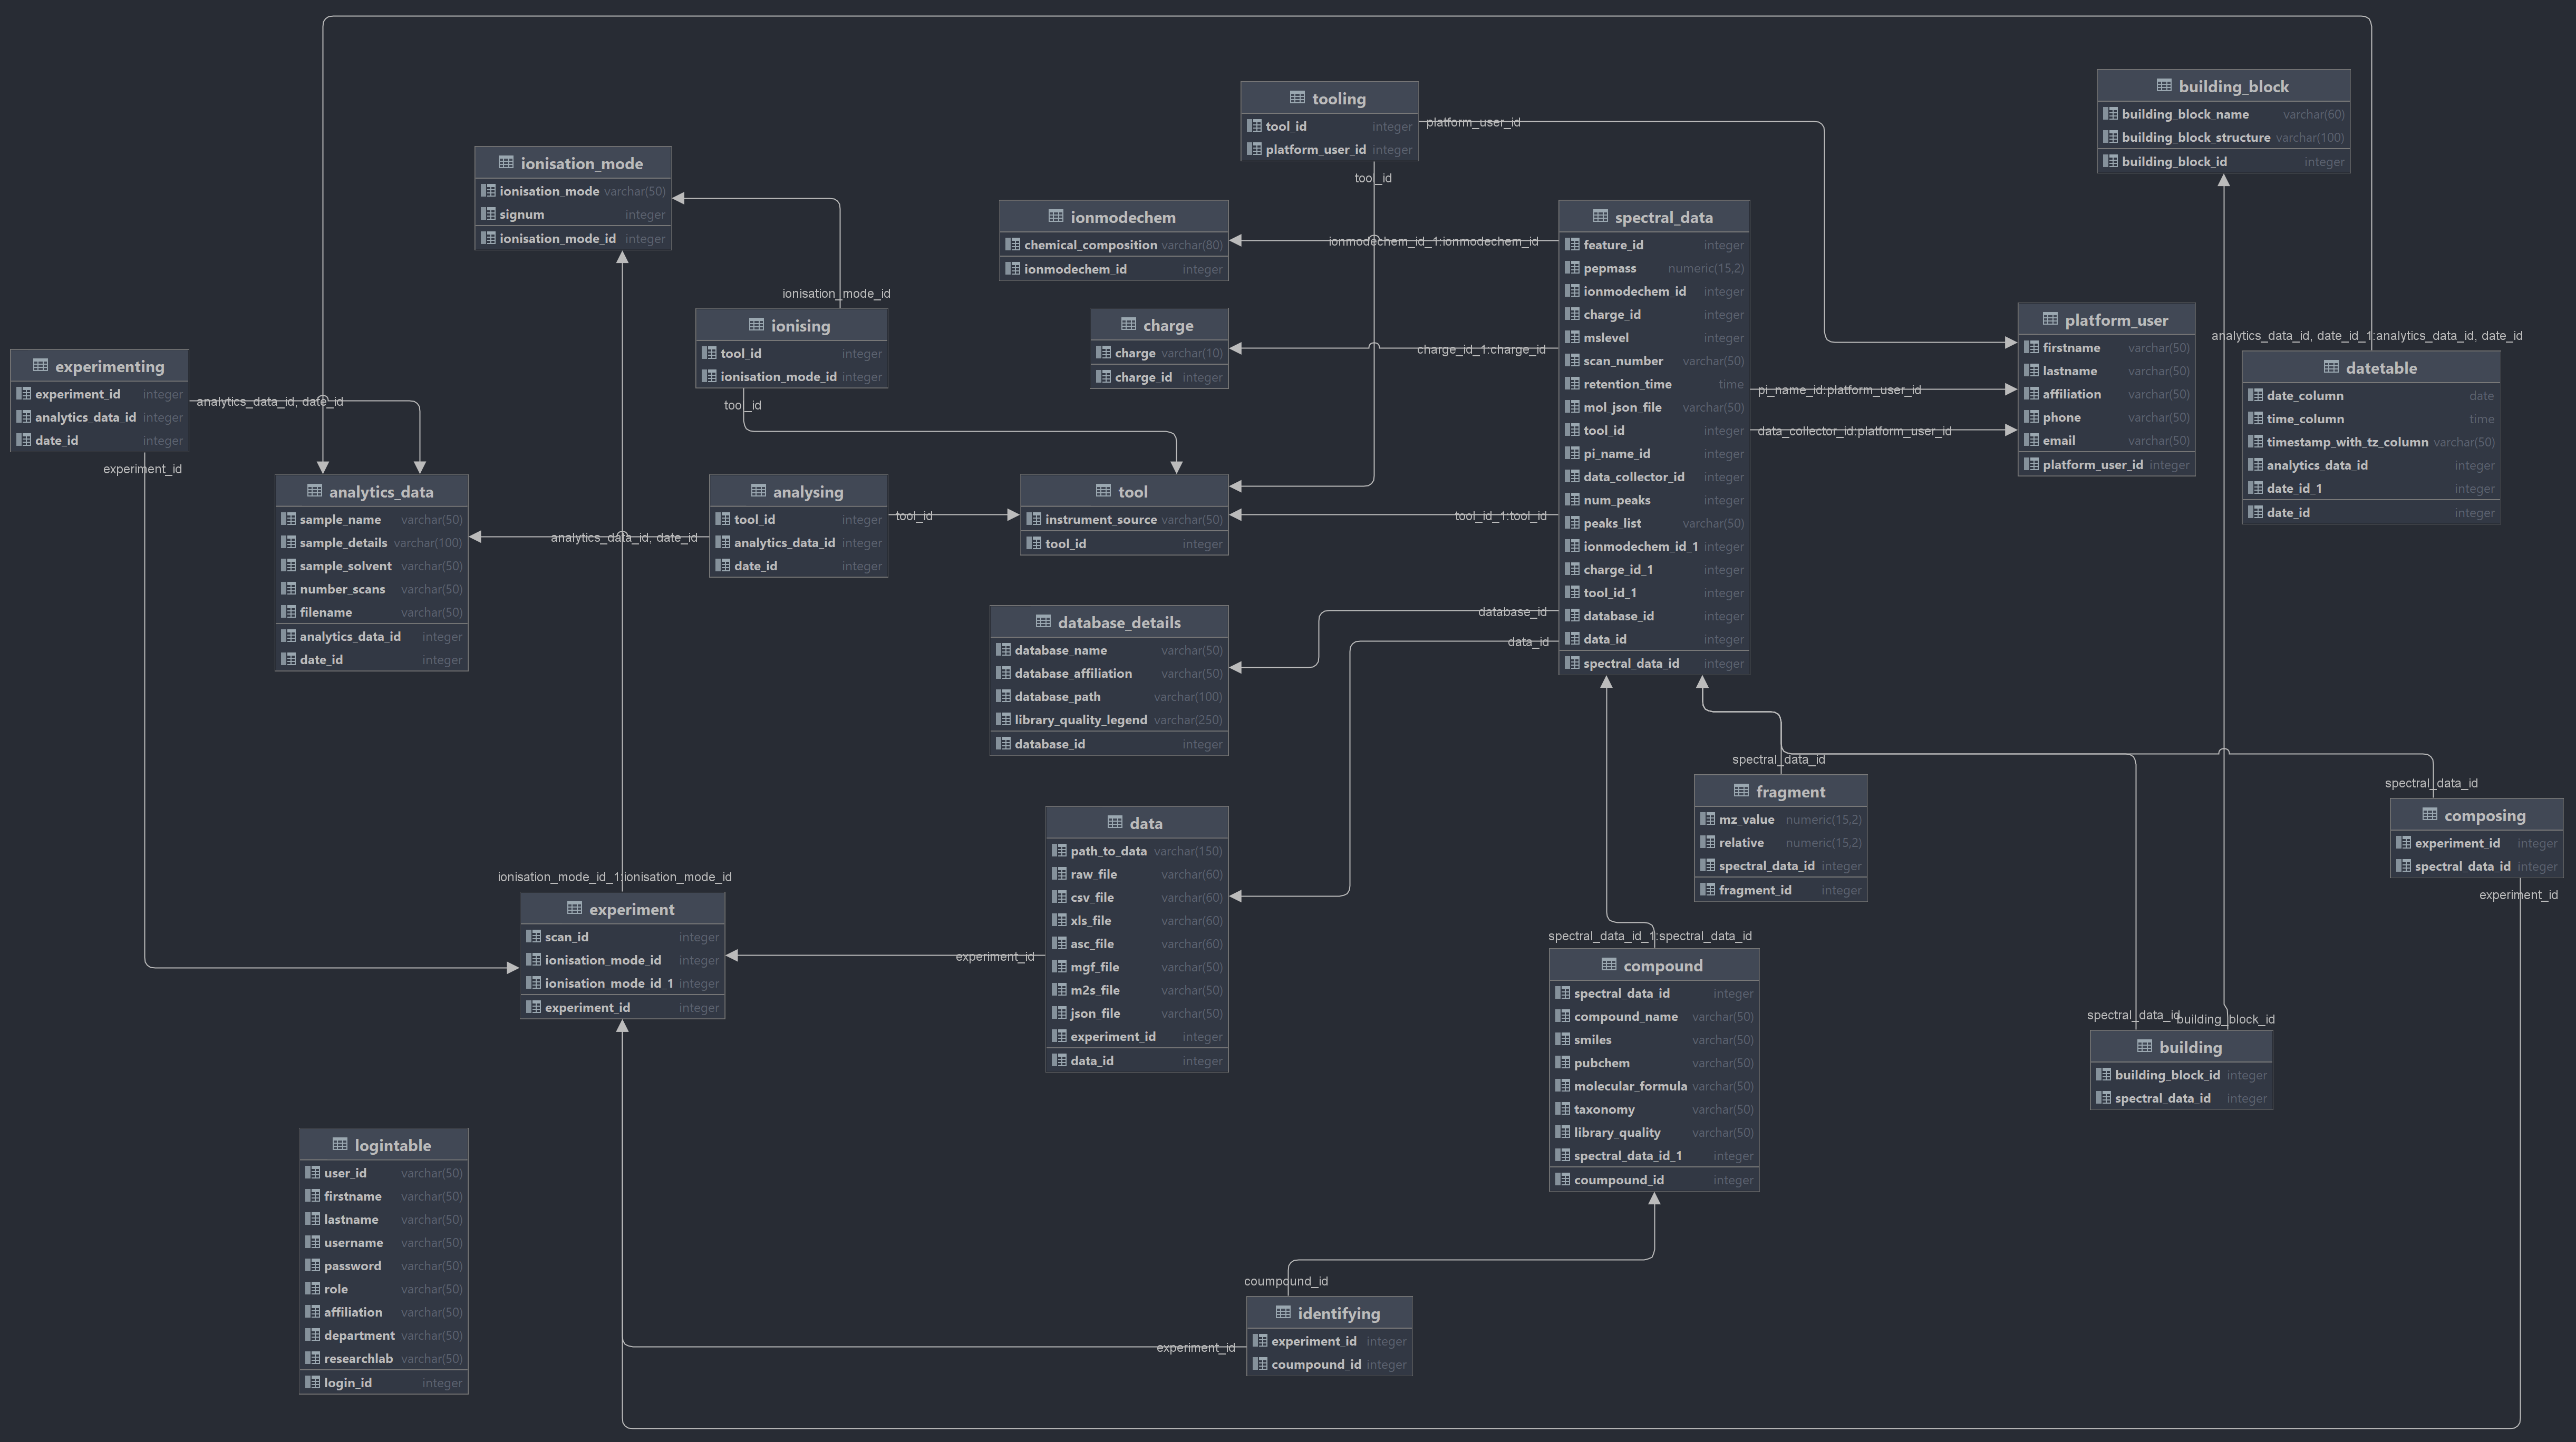 tooling
tool_id integer
platform_user_id integer
platform_user_id
tool_id
building_block
building_block_name varchar(60)
building_block_structure varchar(100)
building_block_id integer
ionisation_mode
ionisation_mode varchar(50)
signum integer
ionisation_mode_id integer
ionmodechem
chemical_composition varchar(80)
ionmodechem_id integer
ionmodechem_id_1:ionmodechem_id
spectral_data
feature_id integer
pepmass numeric(15,2)
ionmodechem_id integer
charge_id integer
mslevel integer
scan_number varchar(50)
retention_time time
mol_json_file varchar(50)
tool_id integer
pi_name_id integer
data_collector_id integer
num_peaks integer
peaks_list varchar(50)
ionmodechem_id_1 integer
charge_id_1 integer
tool_id_1 integer
database_id integer
data_id integer
spectral_data_id integer
ionisation_mode_id
ionising
tool_id integer
ionisation_mode_id integer
tool_id
charge
charge varchar(10)
charge_id integer
charge_id_1:charge_id
platform_user
firstname varchar(50)
lastname varchar(50)
affiliation varchar(50)
phone varchar(50)
email varchar(50)
platform_user_id integer
pi_name_id:platform_user_id
data_collector_id:platform_user_id
analytics_data_id, date_id_1:analytics_data_id, date_id
datetable
date_column date
time_column time
timestamp_with_tz_column varchar(50)
analytics_data_id integer
date_id_1 integer
date_id integer
experimenting
experiment_id integer
analytics_data_id integer
date_id integer
analytics_data_id, date_id
experiment_id
analytics_data
sample_name varchar(50)
sample_details varchar(100)
sample_solvent varchar(50)
number_scans varchar(50)
filename varchar(50)
analytics_data_id integer
date_id integer
analysing
tool_id integer
analytics_data_id integer
date_id integer
tool_id
analytics_data_id, date_id
tool
instrument_source varchar(50)
tool_id integer
tool_id_1:tool_id
database_details
database_name varchar(50)
database_affiliation varchar(50)
database_path varchar(100)
library_quality_legend varchar(250)
database_id integer
database_id
data_id
spectral_data_id
fragment
mz_value numeric(15,2)
relative numeric(15,2)
spectral_data_id integer
fragment_id integer
spectral_data_id
composing
experiment_id integer
spectral_data_id integer
experiment_id
data
path_to_data varchar(150)
raw_file varchar(60)
csv_file varchar(60)
xls_file varchar(60)
asc_file varchar(60)
mgf_file varchar(50)
m2s_file varchar(50)
json_file varchar(50)
experiment_id integer
data_id integer
experiment_id
ionisation_mode_id_1:ionisation_mode_id
experiment
scan_id integer
ionisation_mode_id integer
ionisation_mode_id_1 integer
experiment_id integer
spectral_data_id_1:spectral_data_id
compound
spectral_data_id integer
compound_name varchar(50)
smiles varchar(50)
pubchem varchar(50)
molecular_formula varchar(50)
taxonomy varchar(50)
library_quality varchar(50)
spectral_data_id_1 integer
coumpound_id integer
spectral_data_id
building_block_id
building
building_block_id integer
spectral_data_id integer
logintable
user_id varchar(50)
firstname varchar(50)
lastname varchar(50)
username varchar(50)
password varchar(50)
role varchar(50)
affiliation varchar(50)
department varchar(50)
researchlab varchar(50)
login_id integer
coumpound_id
identifying
experiment_id integer
coumpound_id integer
experiment_id